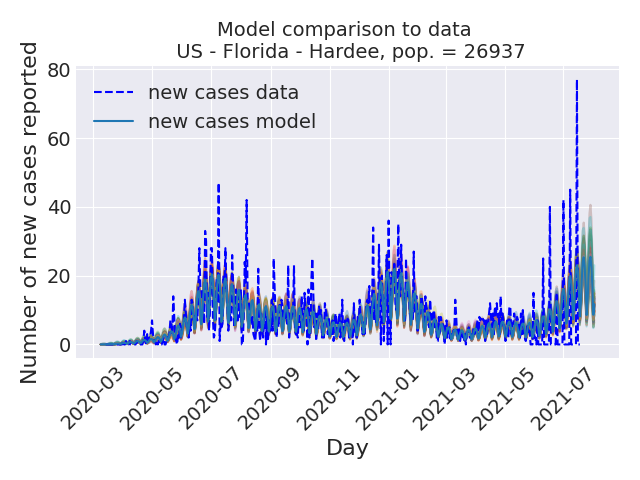 Model comparison to data
US - Florida - Hardee, pop. = 26937
Number of new cases reported
80
60
40
20
0
new cases data
new cases model
2020-03
2020-05
2020-07
2020-09
2020-11
2021-01
2021-03
2021-05
2021-07
Day